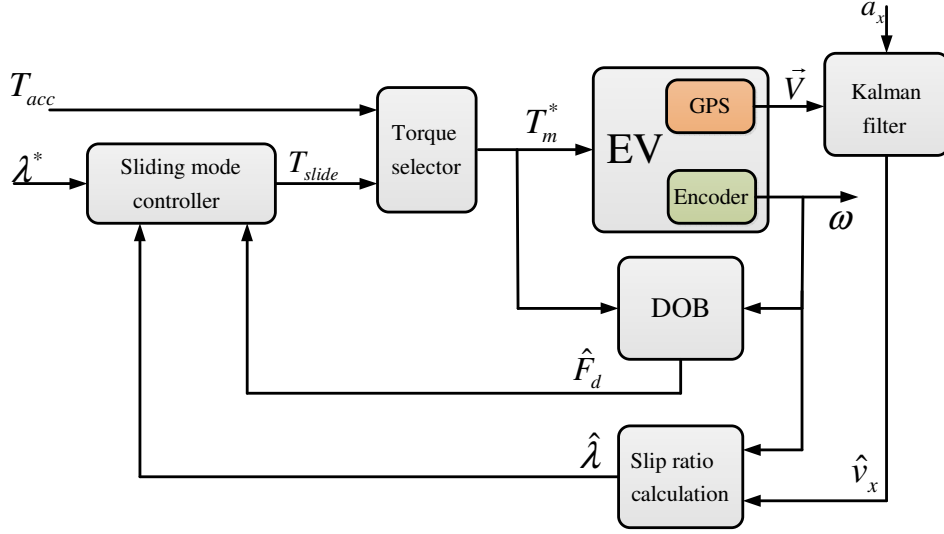 a_x
T_acc
λ*
Sliding mode
controller
T_slide
Torque
selector
T_m^*
EV
GPS
Encoder
V⃗
Kalman
filter
ω
DOB
F̂_d
λ̂
Slip ratio
calculation
v̂_x